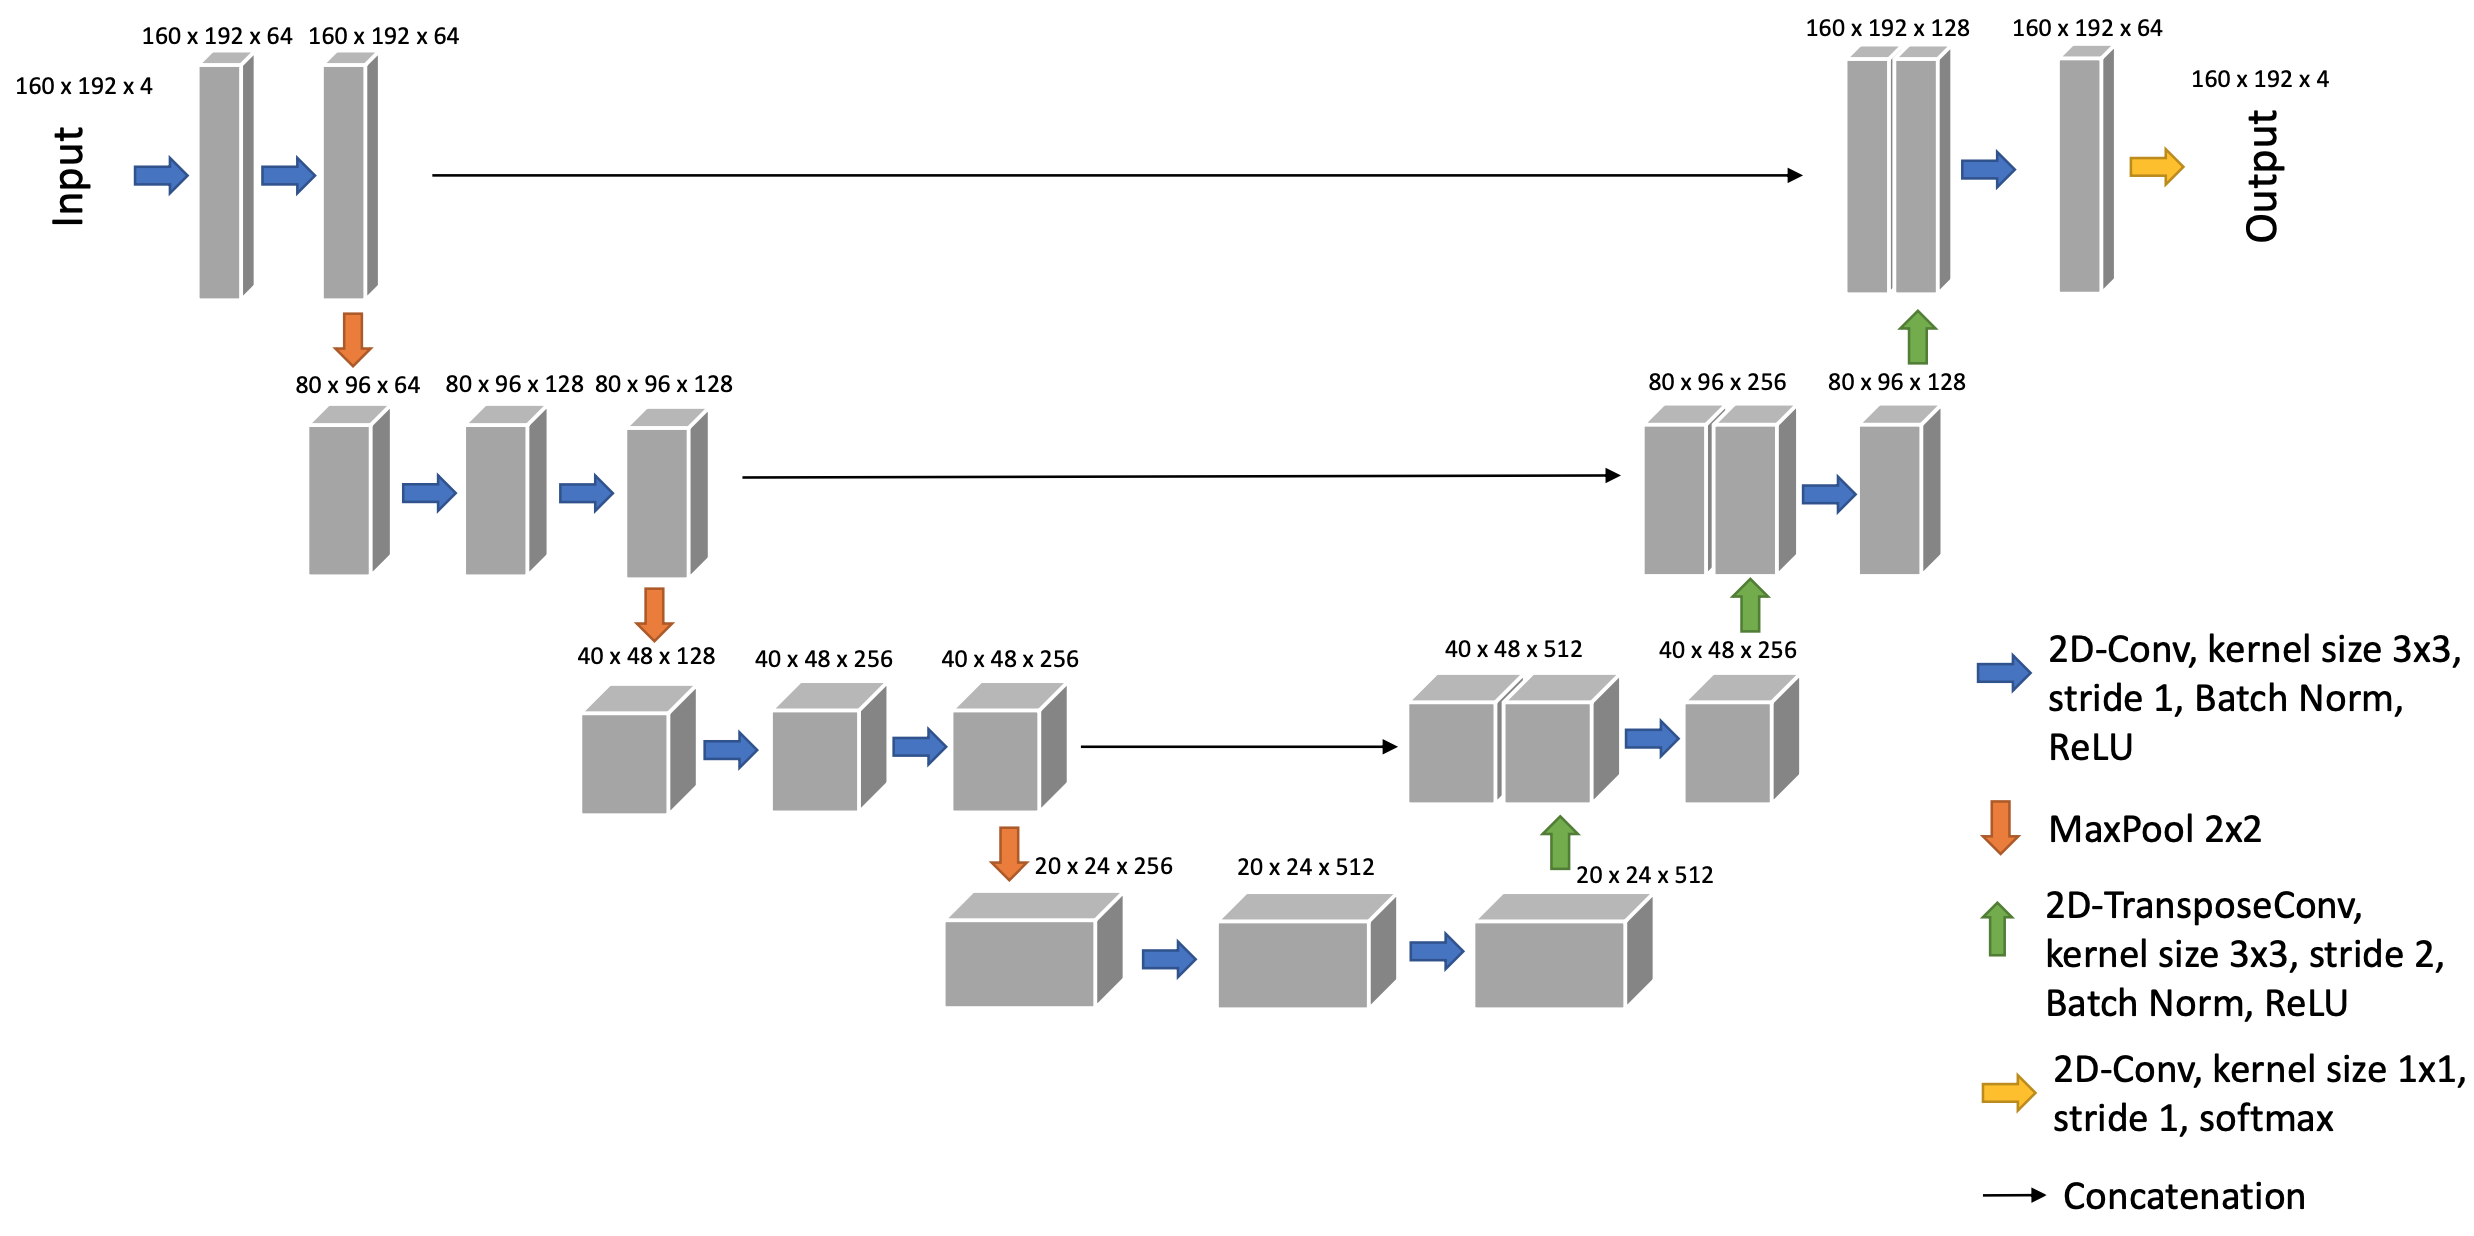 160 x 192 x 64
160 x 192 x 64
160 x 192 x 128
160 x 192 x 64
160 x 192 x 4
160 x 192 x 4
Input
Output
80 x 96 x 64
80 x 96 x 128
80 x 96 x 128
80 x 96 x 256
80 x 96 x 128
40 x 48 x 128
40 x 48 x 256
40 x 48 x 256
40 x 48 x 512
40 x 48 x 256
20 x 24 x 256
20 x 24 x 512
20 x 24 x 512
2D-Conv, kernel size 3x3,
stride 1, Batch Norm,
ReLU
MaxPool 2x2
2D-TransposeConv,
kernel size 3x3, stride 2,
Batch Norm, ReLU
2D-Conv, kernel size 1x1,
stride 1, softmax
Concatenation